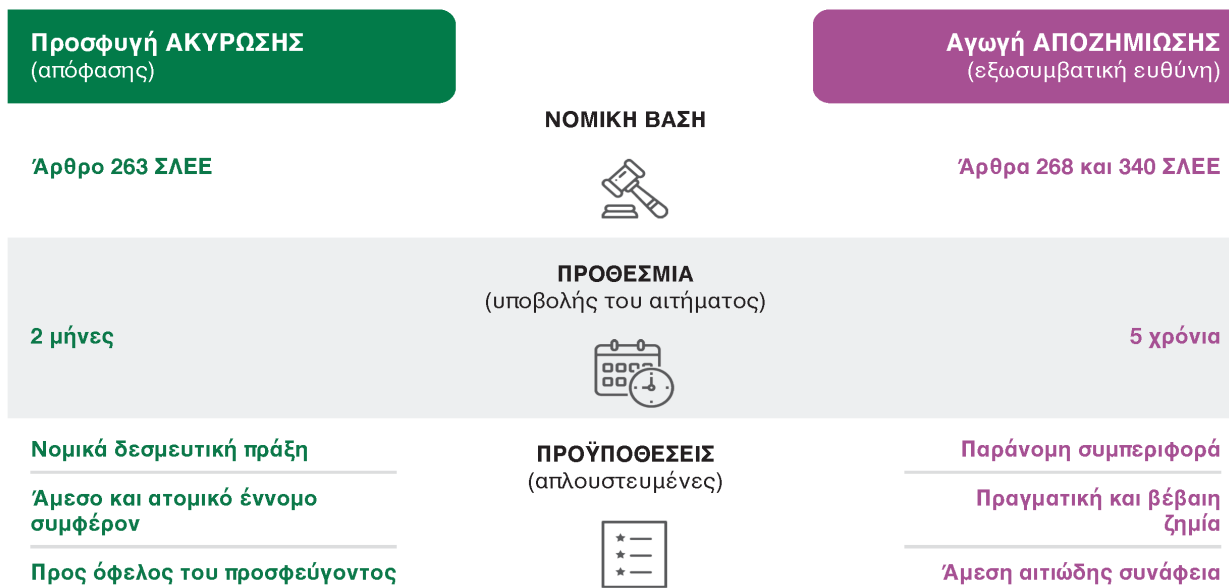 Προσφυγή ΑΚΥΡΩΣΗΣ
(απόφασης)
Αγωγή ΑΠΟΖΗΜΙΩΣΗΣ
(εξωσυμβατική ευθύνη)
ΝΟΜΙΚΗ ΒΑΣΗ
Άρθρο 263 ΣΛΕΕ
Άρθρα 268 και 340 ΣΛΕΕ
ΠΡΟΘΕΣΜΙΑ
(υποβολής του αιτήματος)
2 μήνες
5 χρόνια
ΠΡΟΫΠΟΘΕΣΕΙΣ
(απλουστευμένες)
Νομικά δεσμευτική πράξη
Άμεσο και ατομικό έννομο
συμφέρον
Προς όφελος του προσφεύγοντος
Παράνομη συμπεριφορά
Πραγματική και βέβαιη
ζημία
Άμεση αιτιώδης συνάφεια